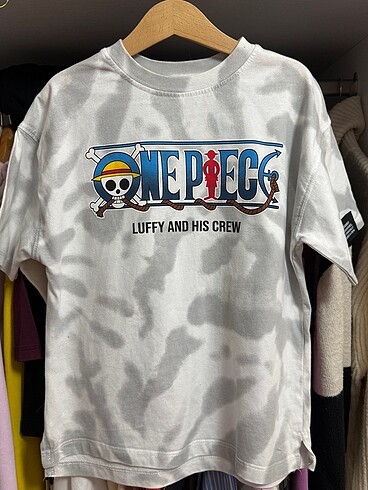 ONE PIECE
LUFFY AND HIS CREW